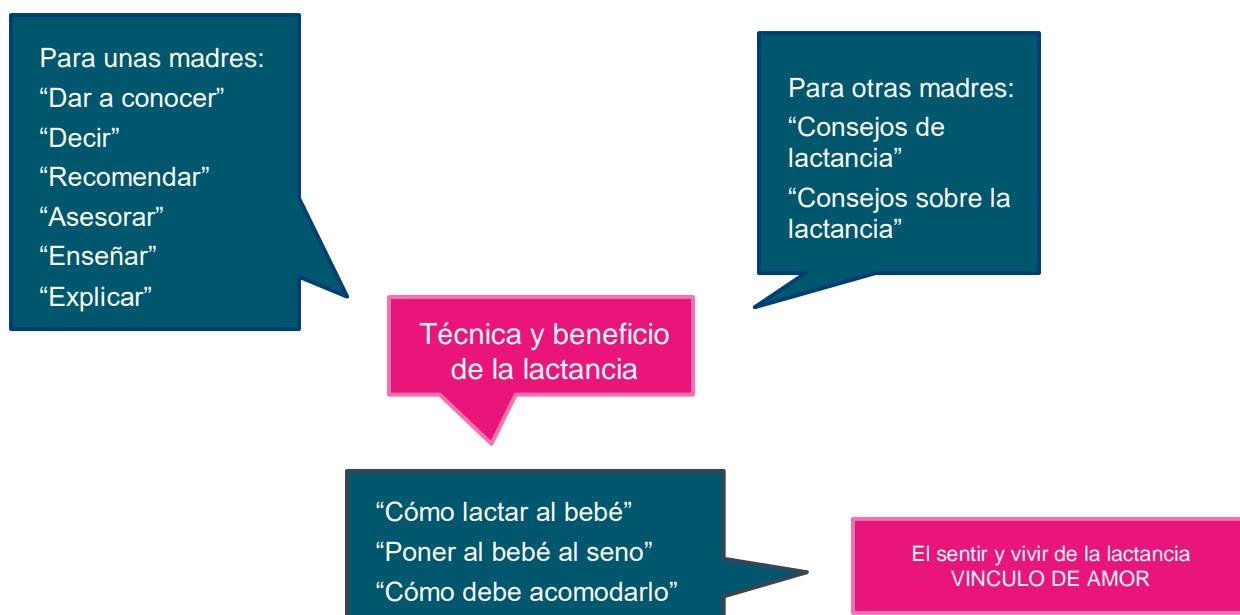 Para unas madres:
“Dar a conocer”
“Decir”
“Recomendar”
“Asesorar”
“Enseñar”
“Explicar”
Para otras madres:
“Consejos de
lactancia”
“Consejos sobre la
lactancia”
Técnica y beneficio
de la lactancia
“Cómo lactar al bebé”
“Poner al bebé al seno”
“Cómo debe acomodarlo”
El sentir y vivir de la lactancia
VINCULO DE AMOR